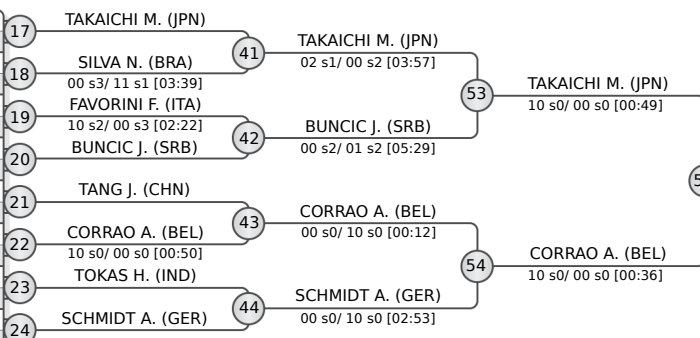 17
TAKAICHI M. (JPN)
18
SILVA N. (BRA)
00 s3/ 11 s1 [03:39]
19
FAVORINI F. (ITA)
10 s2/ 00 s3 [02:22]
20
BUNCIC J. (SRB)
21
TANG J. (CHN)
22
CORRAO A. (BEL)
10 s0/ 00 s0 [00:50]
23
TOKAS H. (IND)
24
SCHMIDT A. (GER)
41
TAKAICHI M. (JPN)
02 s1/ 00 s2 [03:57]
42
BUNCIC J. (SRB)
00 s2/ 01 s2 [05:29]
43
CORRAO A. (BEL)
00 s0/ 10 s0 [00:12]
44
SCHMIDT A. (GER)
00 s0/ 10 s0 [02:53]
53
TAKAICHI M. (JPN)
10 s0/ 00 s0 [00:49]
54
CORRAO A. (BEL)
10 s0/ 00 s0 [00:36]